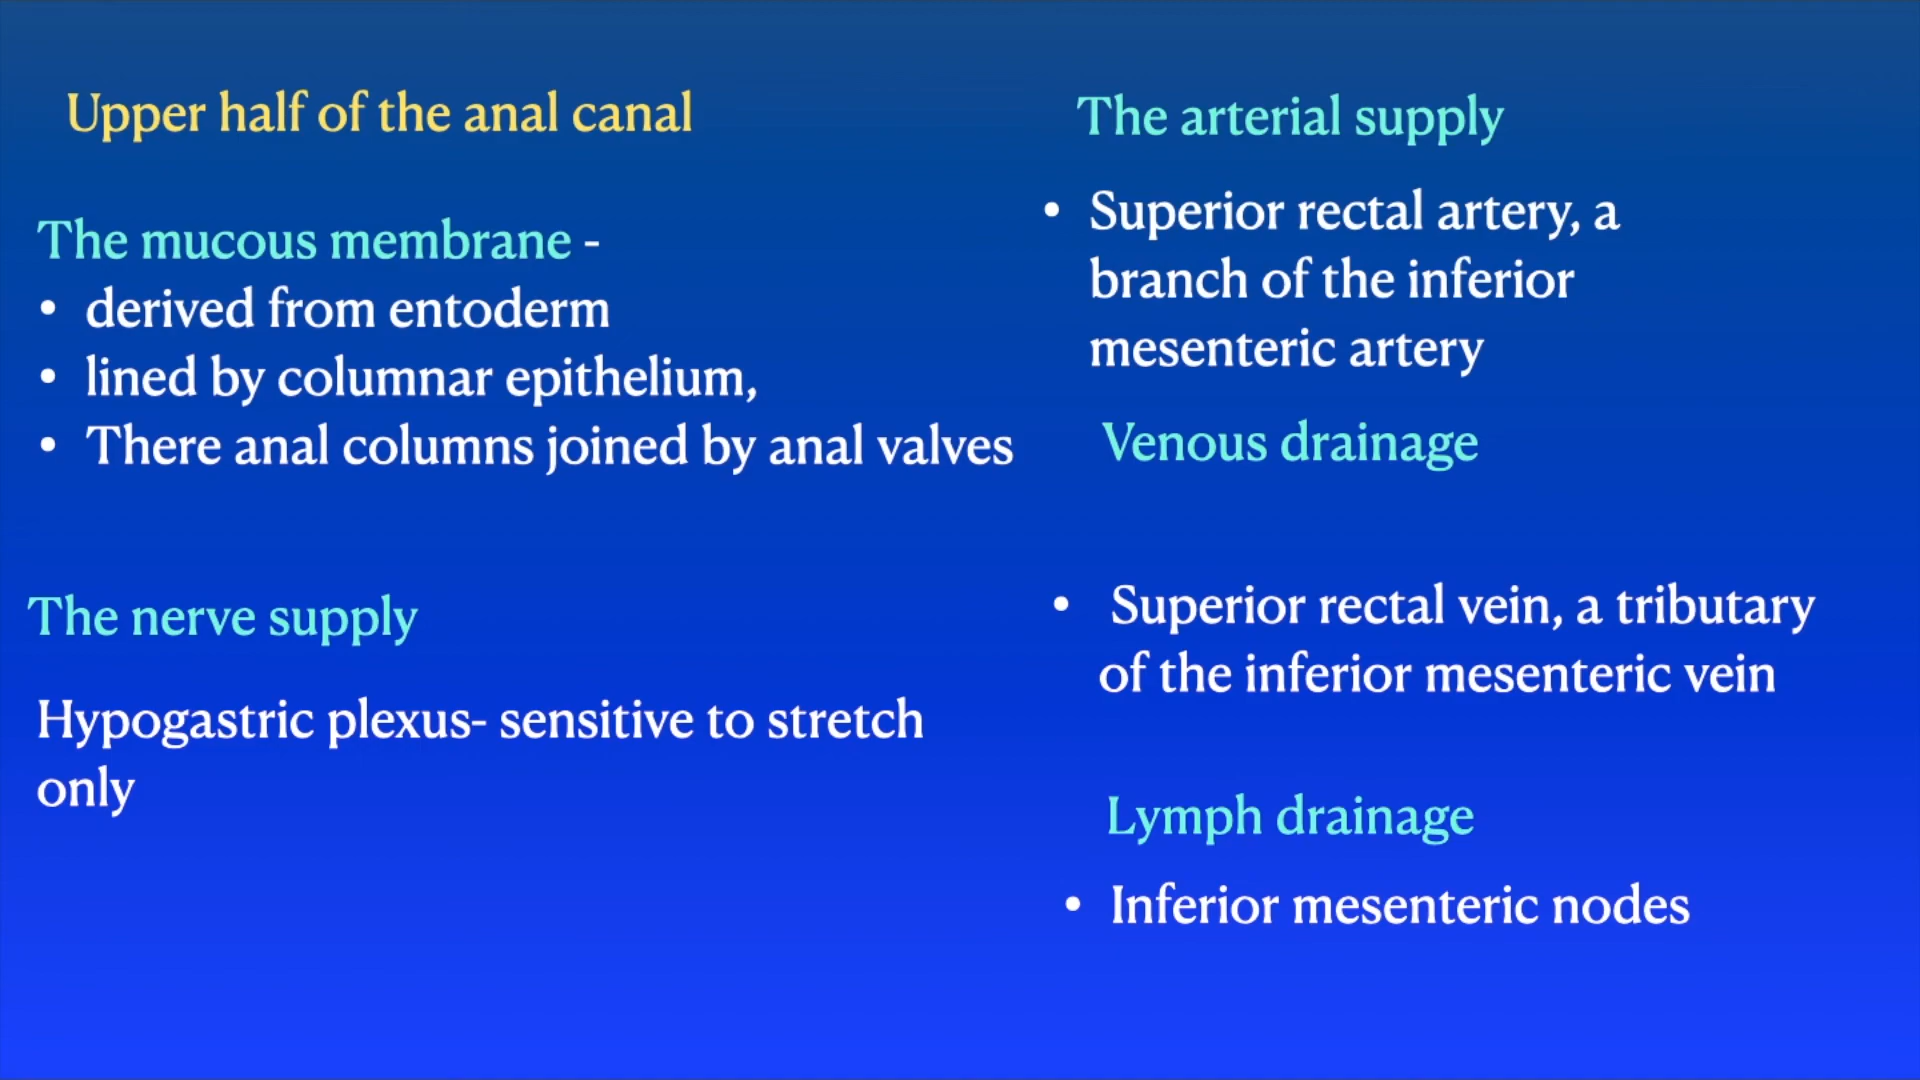 Upper half of the anal canal
The mucous membrane -
• derived from entoderm
• lined by columnar epithelium,
• There anal columns joined by anal valves
The nerve supply
Hypogastric plexus- sensitive to stretch
only
The arterial supply
• Superior rectal artery, a
branch of the inferior
mesenteric artery
Venous drainage
• Superior rectal vein, a tributary
of the inferior mesenteric vein
Lymph drainage
• Inferior mesenteric nodes